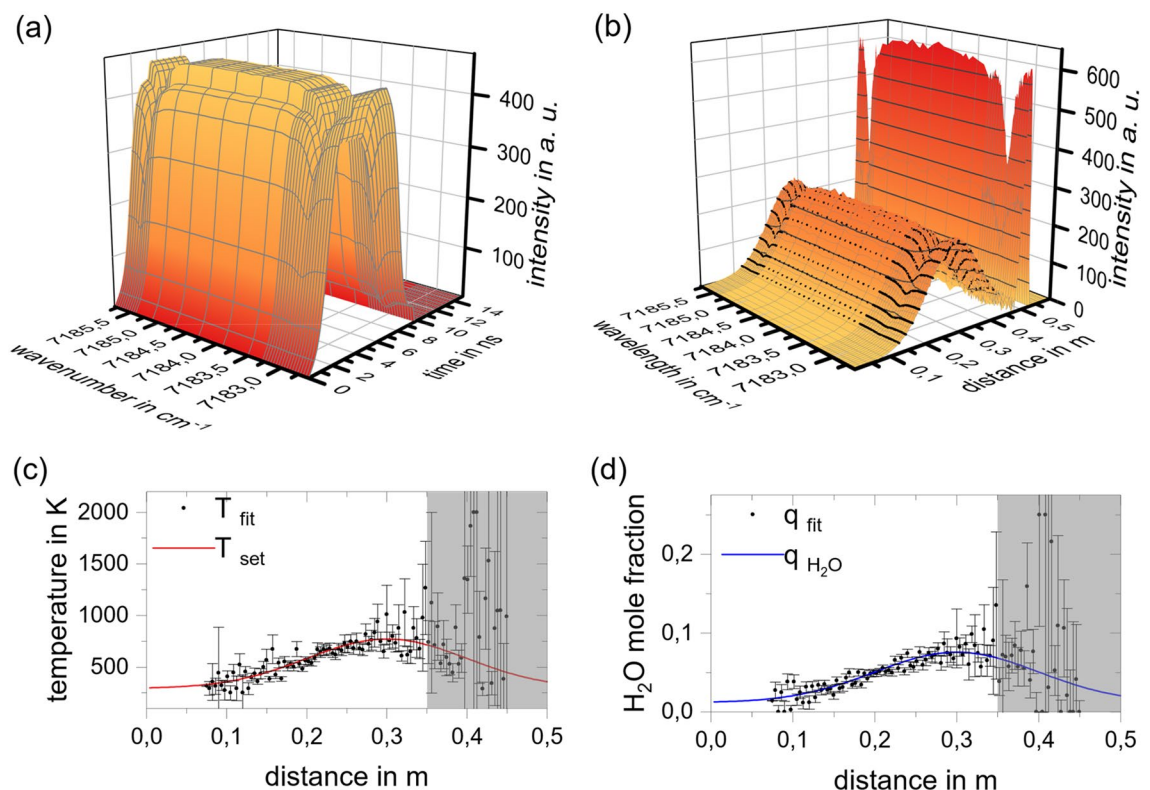 (a)
400
300
200
100
intensity in a. u.
7185,5
7185,0
7184,5
7184,0
7183,5
7183,0
wavenumber in cm⁻¹
0
2
4
6
8
10
12
14
time in ns
(b)
600
500
400
300
200
100
0
intensity in a. u.
7185,5
7185,0
7184,5
7184,0
7183,5
7183,0
wavelength in cm⁻¹
0,1
0,2
0,3
0,4
0,5
distance in m
(c)
temperature in K
2000
1500
1000
500
T fit
T set
0,0 0,1 0,2 0,3 0,4 0,5
distance in m
(d)
H₂O mole fraction
0,2
0,1
0,0
q fit
q H₂O
0,0 0,1 0,2 0,3 0,4 0,5
distance in m